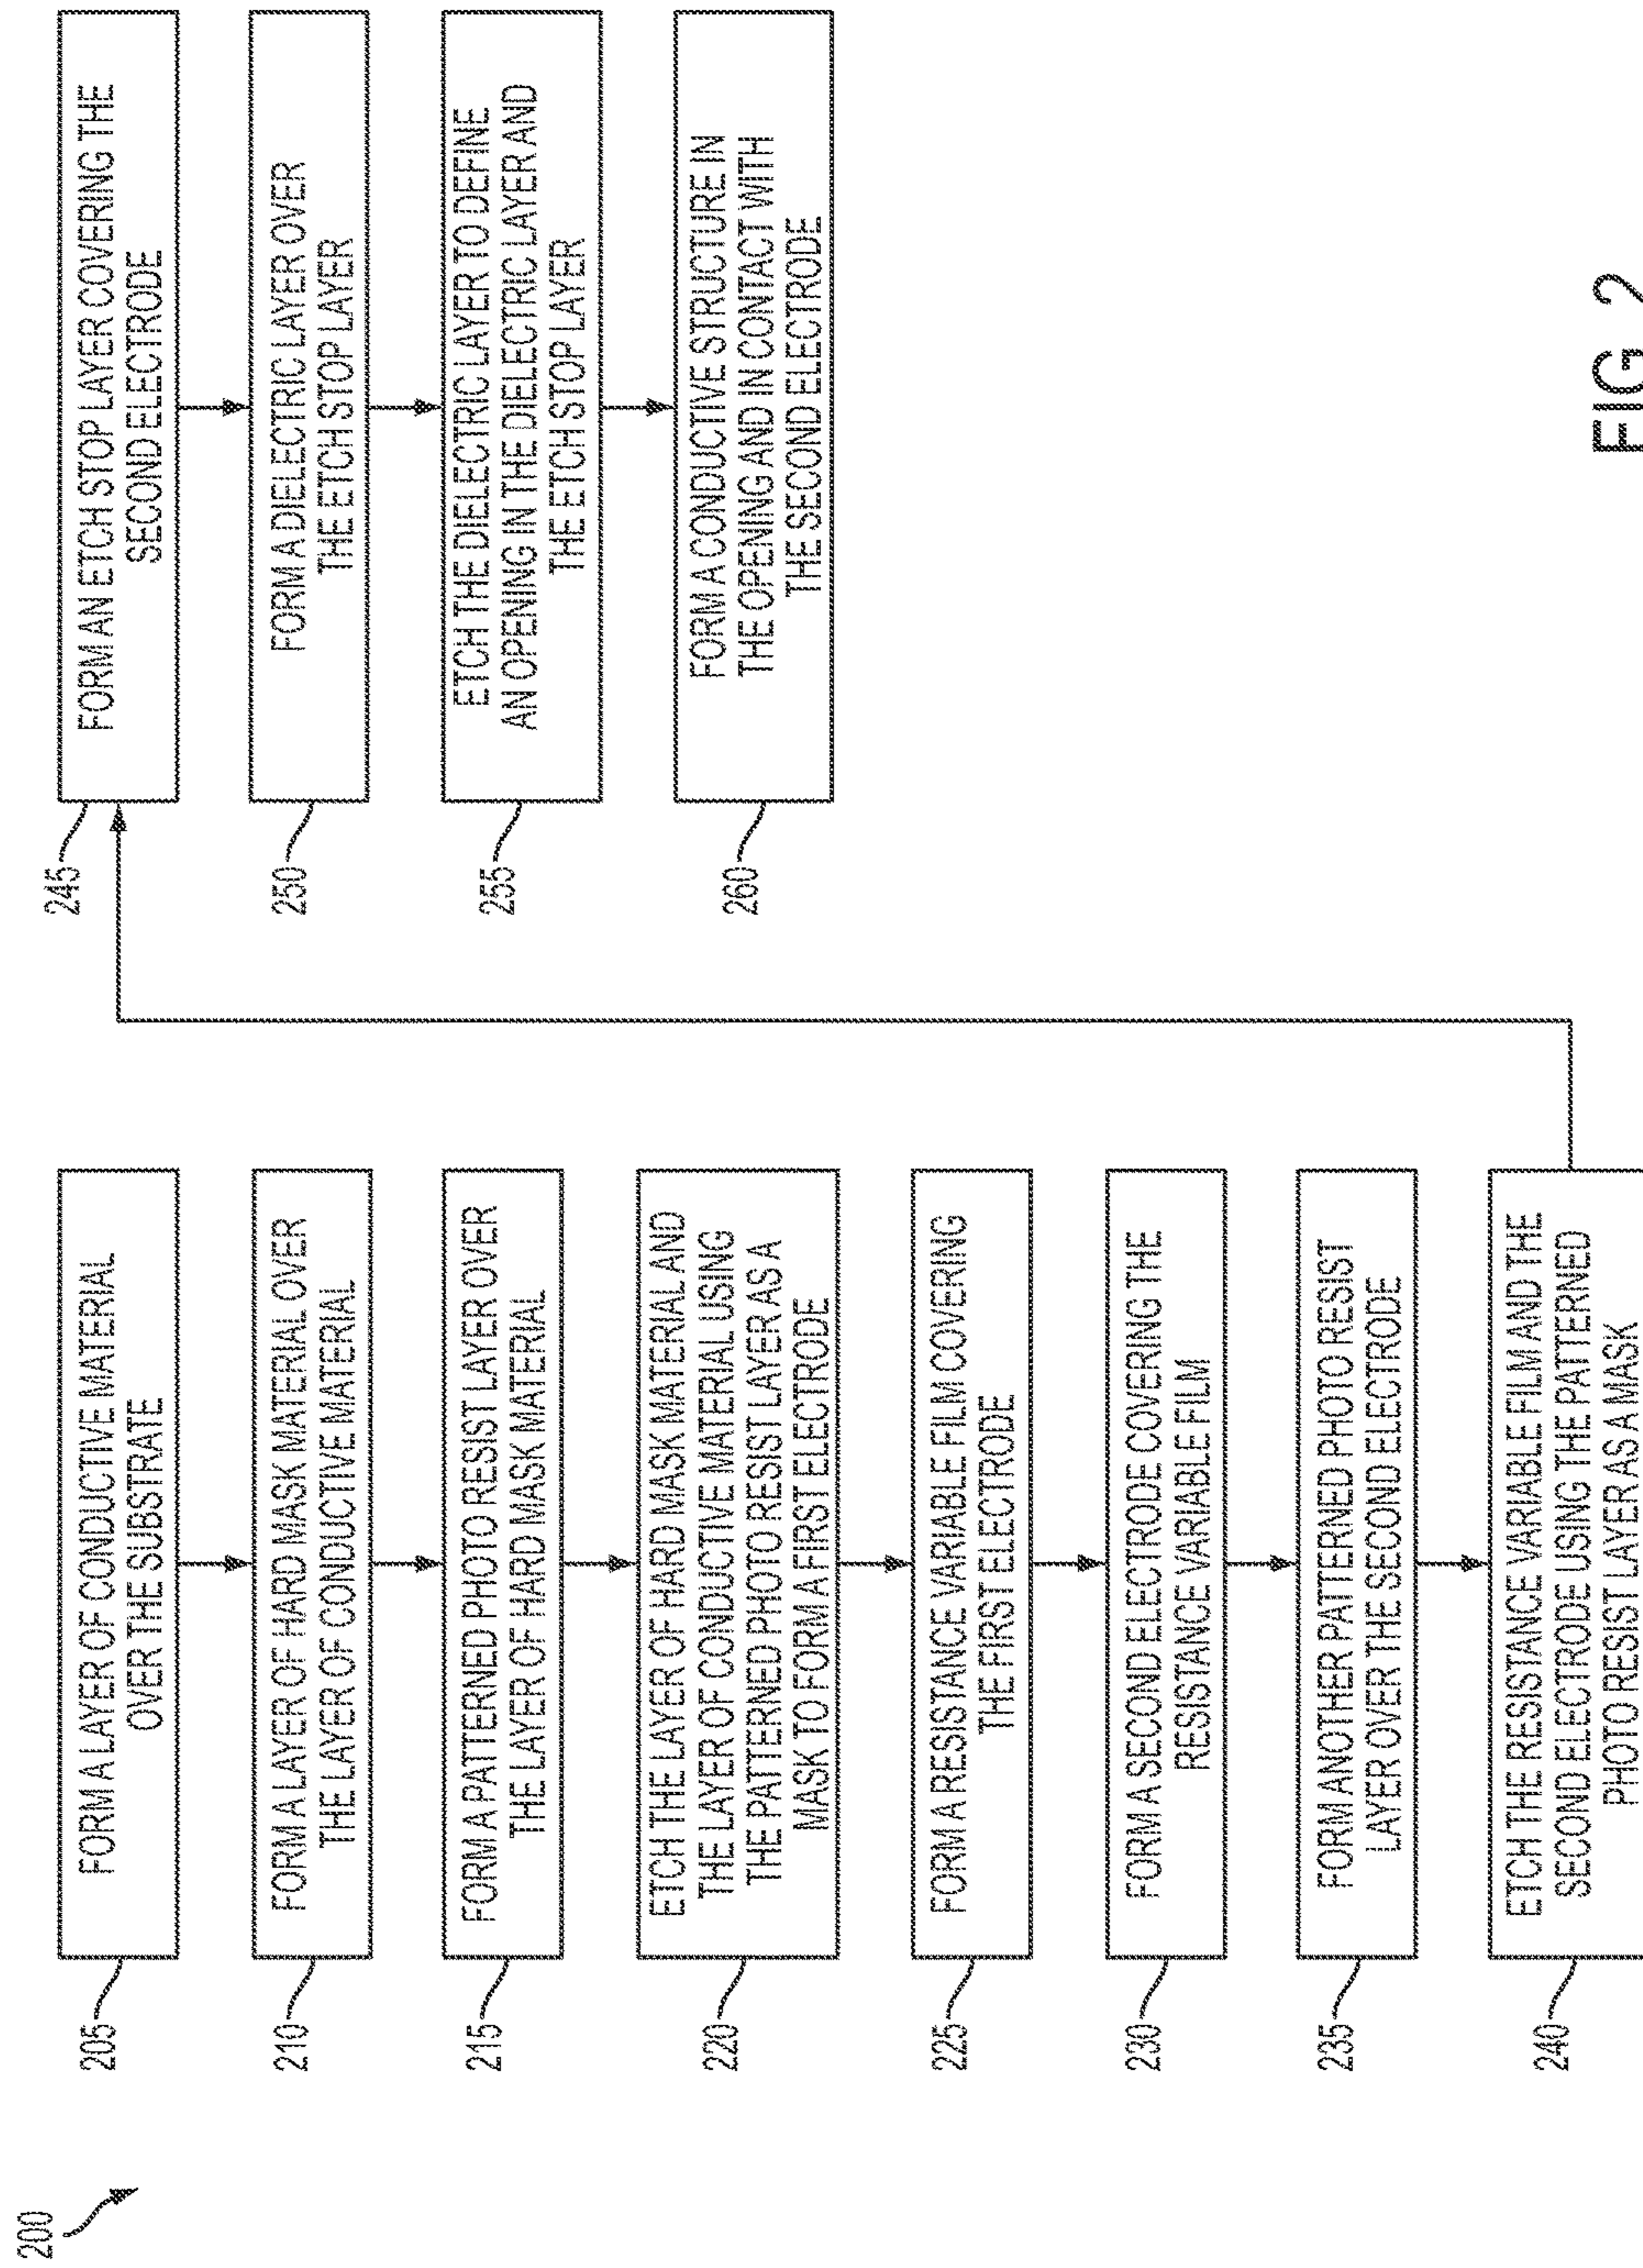 200
205
FORM A LAYER OF CONDUCTIVE MATERIAL
OVER THE SUBSTRATE
210
FORM A LAYER OF HARD MASK MATERIAL OVER
THE LAYER OF CONDUCTIVE MATERIAL
215
FORM A PATTERNED PHOTO RESIST LAYER OVER
THE LAYER OF HARD MASK MATERIAL
220
ETCH THE LAYER OF HARD MASK MATERIAL AND
THE LAYER OF CONDUCTIVE MATERIAL USING
THE PATTERNED PHOTO RESIST LAYER AS A
MASK TO FORM A FIRST ELECTRODE
225
FORM A RESISTANCE VARIABLE FILM COVERING
THE FIRST ELECTRODE
230
FORM A SECOND ELECTRODE COVERING THE
RESISTANCE VARIABLE FILM
235
FORM ANOTHER PATTERNED PHOTO RESIST
LAYER OVER THE SECOND ELECTRODE
240
ETCH THE RESISTANCE VARIABLE FILM AND THE
SECOND ELECTRODE USING THE PATTERNED
PHOTO RESIST LAYER AS A MASK
245
FORM AN ETCH STOP LAYER COVERING THE
SECOND ELECTRODE
250
FORM A DIELECTRIC LAYER OVER
THE ETCH STOP LAYER
255
ETCH THE DIELECTRIC LAYER TO DEFINE
AN OPENING IN THE DIELECTRIC LAYER AND
THE ETCH STOP LAYER
260
FORM A CONDUCTIVE STRUCTURE IN
THE OPENING AND IN CONTACT WITH
THE SECOND ELECTRODE
FIG 2